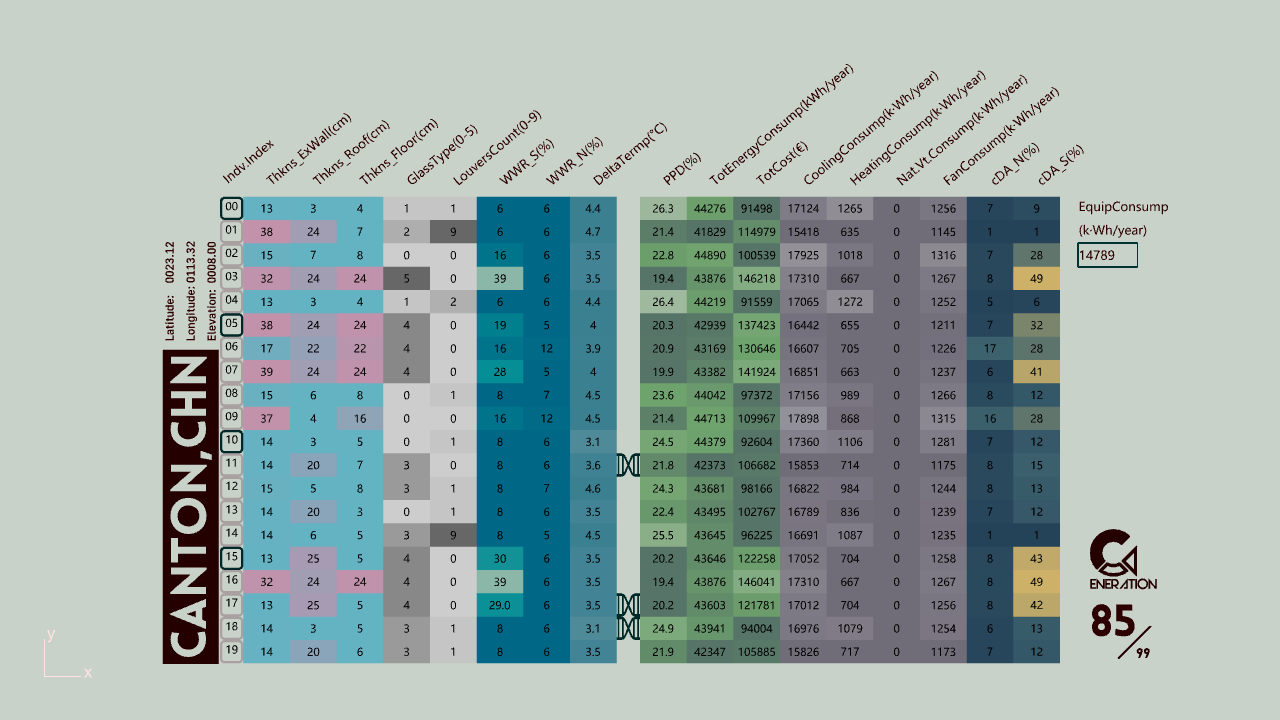 Indv.Index Thkns_ExWall(cm) Thkns_Roof(cm) Thkns_Floor(cm) GlassType(0-5) LouversCount(0-9) WWR_S(%) WWR_N(%) DeltaTermp(°C) PPD(%) TotEnergyConsump(kWh/year) TotCost(€) CoolingConsump(k·Wh/year) HeatingConsump(k·Wh/year) Nat.Vt.Consump(k·Wh/year) FanConsump(k·Wh/year) cDA_N(%) cDA_S(%)
00 13 3 4 1 1 6 6 4.4 26.3 44276 91498 17124 1265 0 1256 7 9
01 38 24 7 2 9 6 6 4.7 21.4 41829 114979 15418 635 0 1145 1 1
02 15 7 8 0 0 16 6 3.5 22.8 44890 100539 17925 1018 0 1316 7 28
03 32 24 24 5 0 39 6 3.5 19.4 43876 146218 17310 667 0 1267 8 49
04 13 3 4 1 2 6 6 4.4 26.4 44219 91559 17065 1272 0 1252 5 6
05 38 24 24 4 0 19 5 4 20.3 42939 137423 16442 655 0 1211 7 32
06 17 22 22 4 0 16 12 3.9 20.9 43169 130646 16607 705 0 1226 17 28
07 39 24 24 4 0 28 5 4 19.9 43382 141924 16851 663 0 1237 6 41
08 15 6 8 0 1 8 7 4.5 23.6 44042 97372 17156 989 0 1266 8 12
09 37 4 16 0 0 16 12 4.5 21.4 44713 109967 17898 868 0 1315 16 28
10 14 3 5 0 1 8 6 3.1 24.5 44379 92604 17360 1106 0 1281 7 12
11 14 20 7 3 0 8 6 3.6 21.8 42373 106682 15853 714 0 1175 8 15
12 15 5 8 3 1 8 7 4.6 24.3 43681 98166 16822 984 0 1244 8 13
13 14 20 3 0 1 8 6 3.5 22.4 43495 102767 16789 836 0 1239 7 12
14 14 6 5 3 9 8 5 4.5 25.5 43645 96225 16691 1087 0 1235 1 1
15 13 25 5 4 0 30 6 3.5 20.2 43646 122258 17052 704 0 1258 8 43
16 32 24 24 4 0 39 6 3.5 19.4 43876 146041 17310 667 0 1267 8 49
17 13 25 5 4 0 29.0 6 3.5 20.2 43603 121781 17012 704 0 1256 8 42
18 14 3 5 3 1 8 6 3.1 24.9 43941 94004 16976 1079 0 1254 6 13
19 14 20 6 3 1 8 6 3.5 21.9 42347 105885 15826 717 0 1173 7 12
Latitude: 0023.12
Longitude: 0113.32
Elevation: 0008.00
CANTON,CHN
EquipConsump
(k·Wh/year)
14789
ENERATION
85/99
y
x